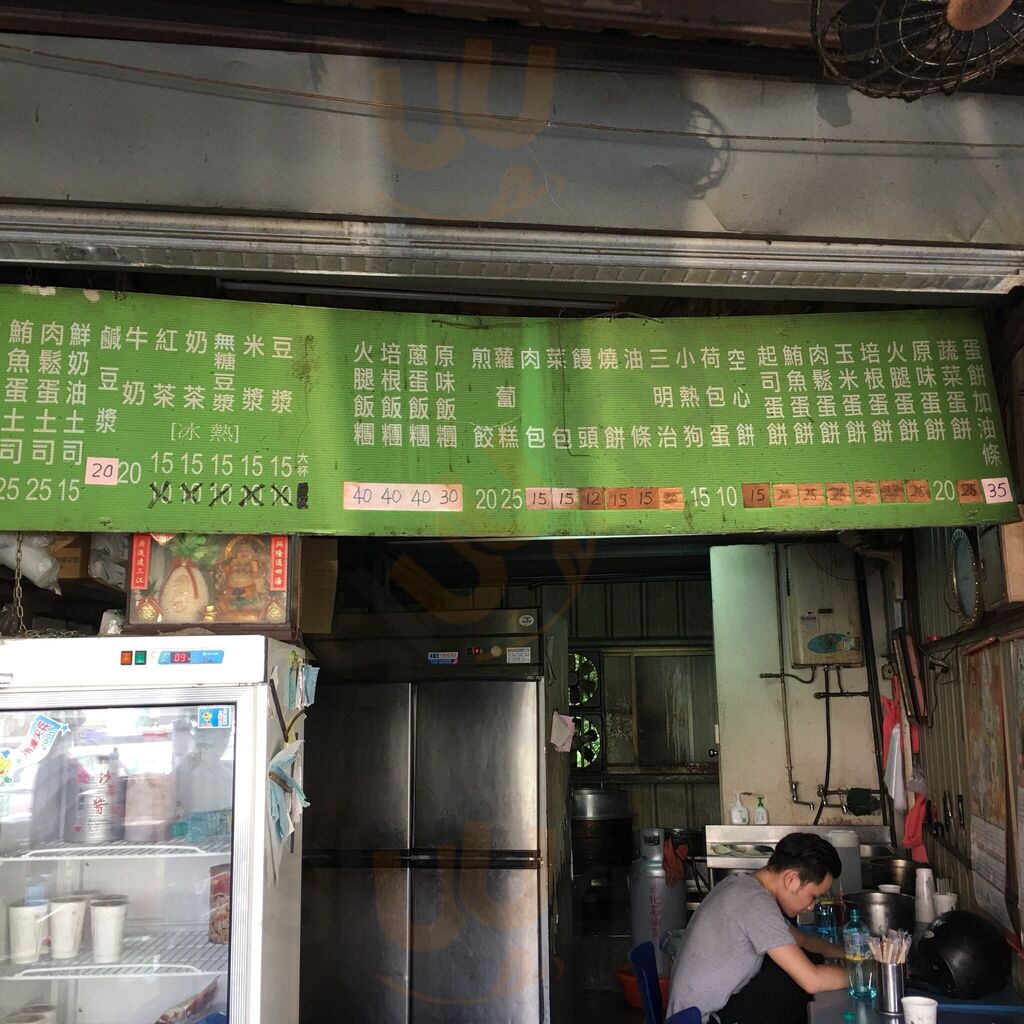 蛋餅加油條 35
蔬菜蛋餅
原味蛋餅 20
火腿蛋餅
培根蛋餅
玉米蛋餅
肉鬆蛋餅
鮪魚蛋餅
起司蛋餅
空心餅 15
荷包蛋 10
小熱狗 15
三明治
油條 15
燒餅 15
饅頭 12
菜包 15
肉包 15
蘿蔔糕 25
煎餃 20
原味飯糰 30
蔥蛋飯糰 40
培根飯糰 40
火腿飯糰 40
大杯
豆漿 15
米漿 15
無糖豆漿 15
奶茶 15
紅茶 15
[冰熱]
牛奶 20
鹹豆漿 20
鮮奶油土司 15
肉鬆蛋土司 25
鮪魚蛋土司 25